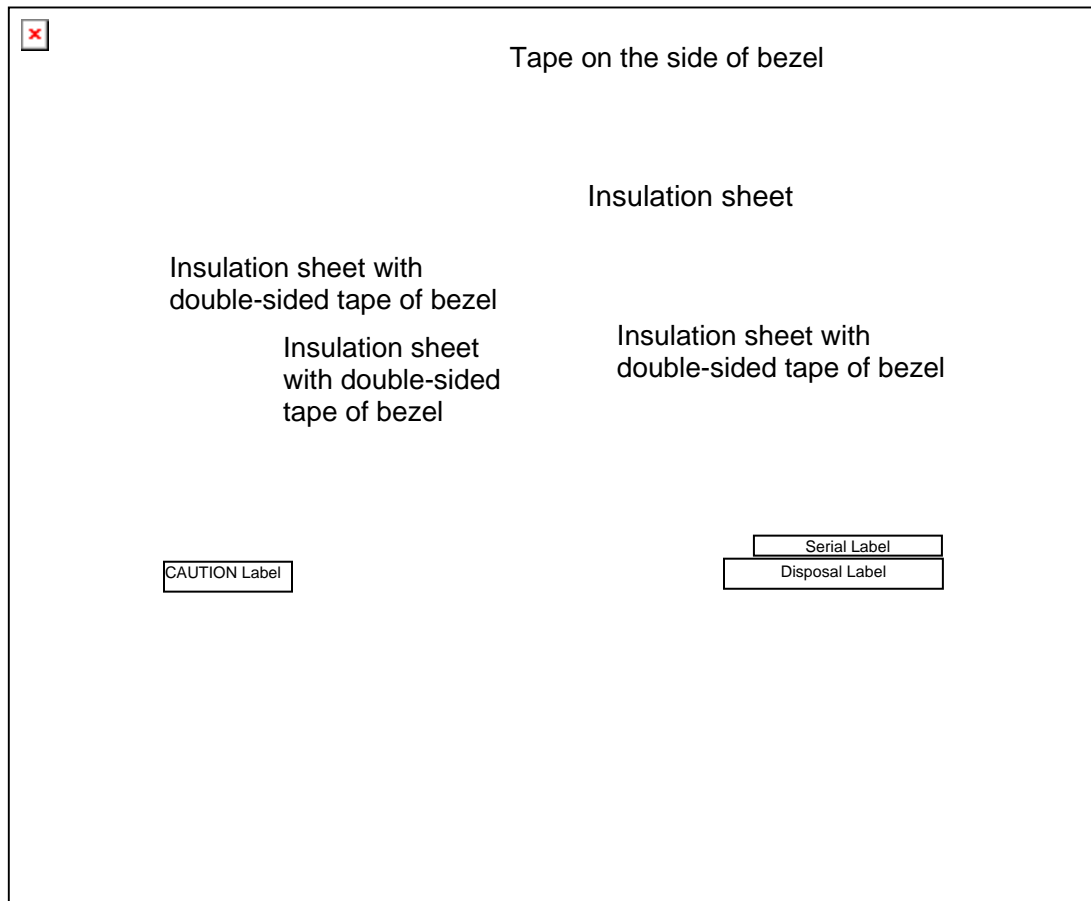 Tape on the side of bezel
Insulation sheet
Insulation sheet with
double-sided tape of bezel
Insulation sheet
with double-sided
tape of bezel
Insulation sheet with
double-sided tape of bezel
Serial Label
CAUTION Label
Disposal Label